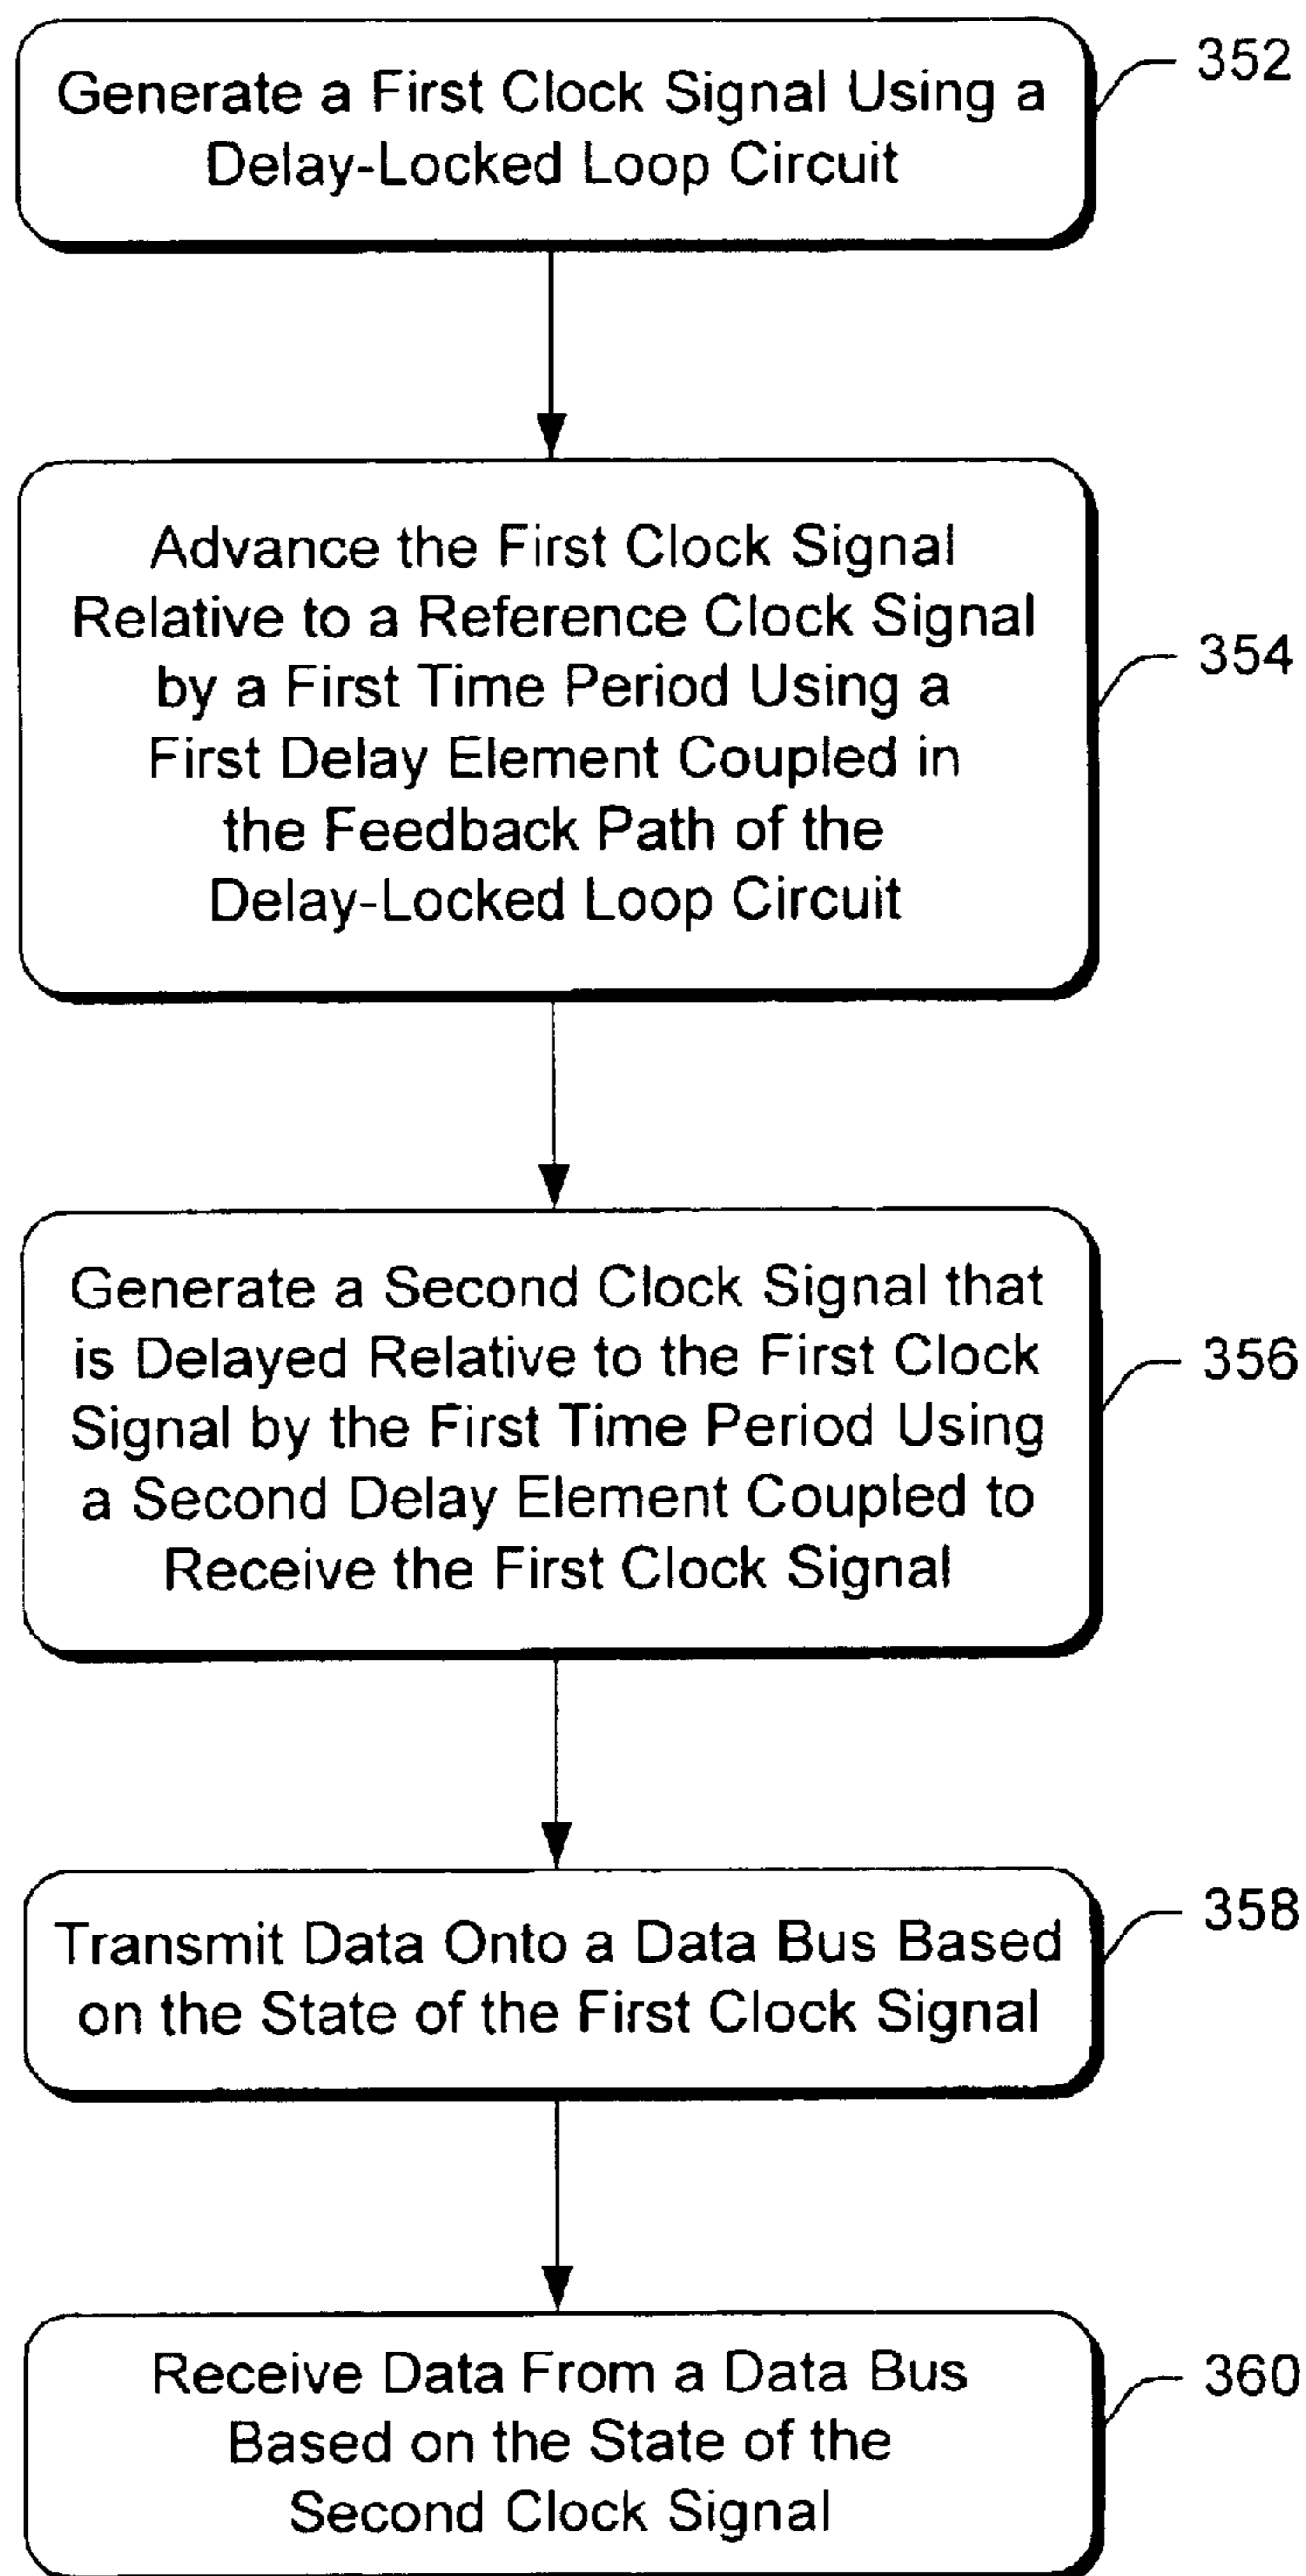 Generate a First Clock Signal Using a
Delay-Locked Loop Circuit
352
Advance the First Clock Signal
Relative to a Reference Clock Signal
by a First Time Period Using a
First Delay Element Coupled in
the Feedback Path of the
Delay-Locked Loop Circuit
354
Generate a Second Clock Signal that
is Delayed Relative to the First Clock
Signal by the First Time Period Using
a Second Delay Element Coupled to
Receive the First Clock Signal
356
Transmit Data Onto a Data Bus Based
on the State of the First Clock Signal
358
Receive Data From a Data Bus
Based on the State of the
Second Clock Signal
360